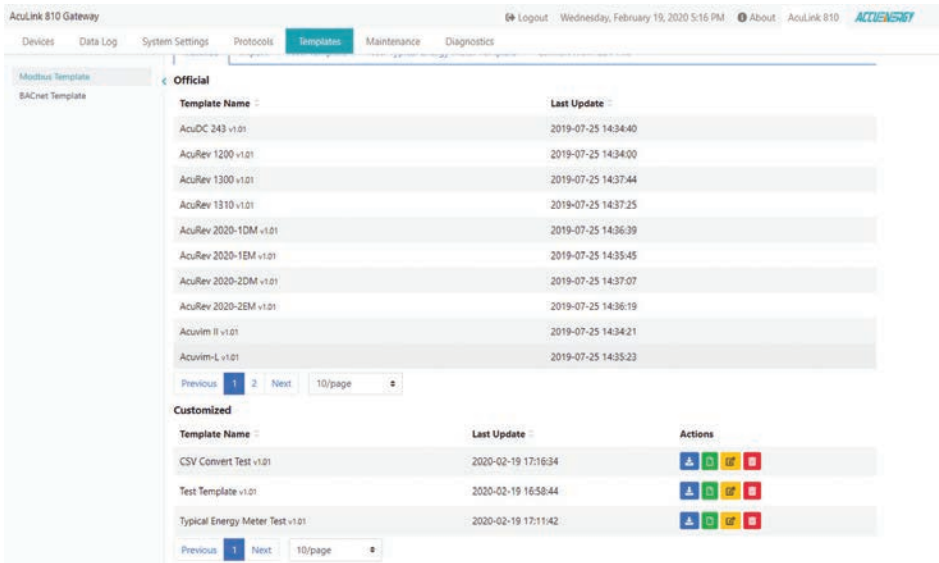 AcuLink 810 Gateway
Logout Wednesday, February 19, 2020 5:16 PM About AcuLink 810 ACCUENERGY
Devices Data Log System Settings Protocols Templates Maintenance Diagnostics
Modbus Template
BACnet Template
Official
Template Name Last Update
AcuDC 243 v1.01 2019-07-25 14:34:40
AcuRev 1200 v1.01 2019-07-25 14:34:00
AcuRev 1300 v1.01 2019-07-25 14:37:44
AcuRev 1310 v1.01 2019-07-25 14:37:25
AcuRev 2020-1DM v1.01 2019-07-25 14:36:39
AcuRev 2020-1EM v1.01 2019-07-25 14:35:45
AcuRev 2020-2DM v1.01 2019-07-25 14:37:07
AcuRev 2020-2EM v1.01 2019-07-25 14:36:19
Acuvim II v1.01 2019-07-25 14:34:21
Acuvim-L v1.01 2019-07-25 14:35:23
Previous 1 2 Next 10/page
Customized
Template Name Last Update Actions
CSV Convert Test v1.01 2020-02-19 17:16:34
Test Template v1.01 2020-02-19 16:58:44
Typical Energy Meter Test v1.01 2020-02-19 17:11:42
Previous 1 Next 10/page